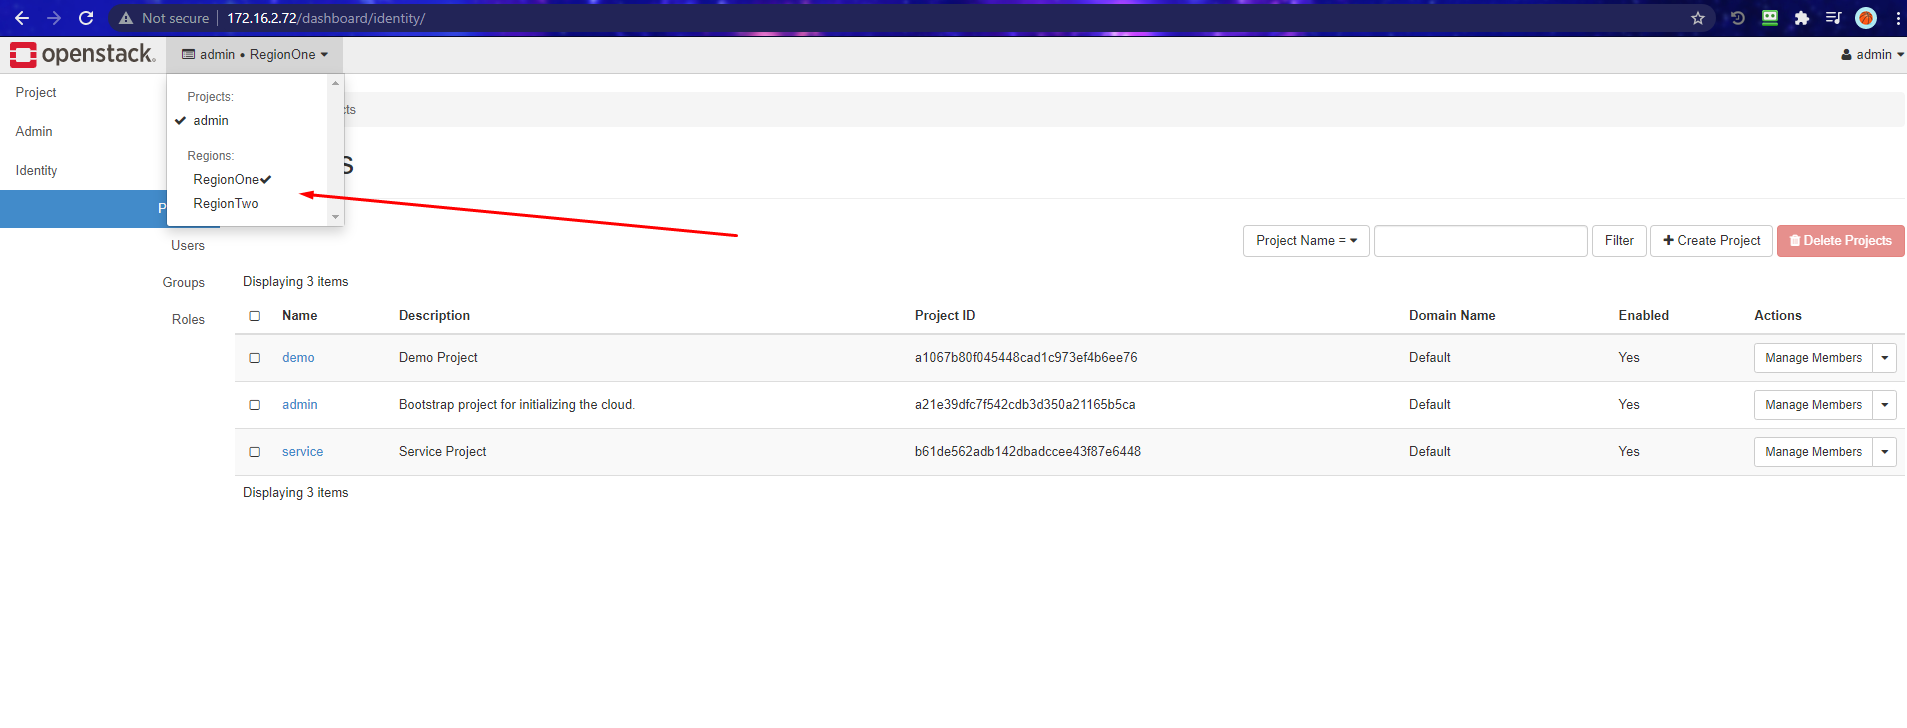 Not secure 172.16.2.72/dashboard/identity/
openstack. admin • RegionOne admin
Project
Admin
Identity
Projects:
admin
Regions:
RegionOne
RegionTwo
cts
s
P
Users
Groups
Roles
Project Name = Filter Create Project Delete Projects
Displaying 3 items
Name Description Project ID Domain Name Enabled Actions
demo Demo Project a1067b80f045448cad1c973ef4b6ee76 Default Yes Manage Members
admin Bootstrap project for initializing the cloud. a21e39dfc7f542cdb3d350a21165b5ca Default Yes Manage Members
service Service Project b61de562adb142dbadccee43f87e6448 Default Yes Manage Members
Displaying 3 items